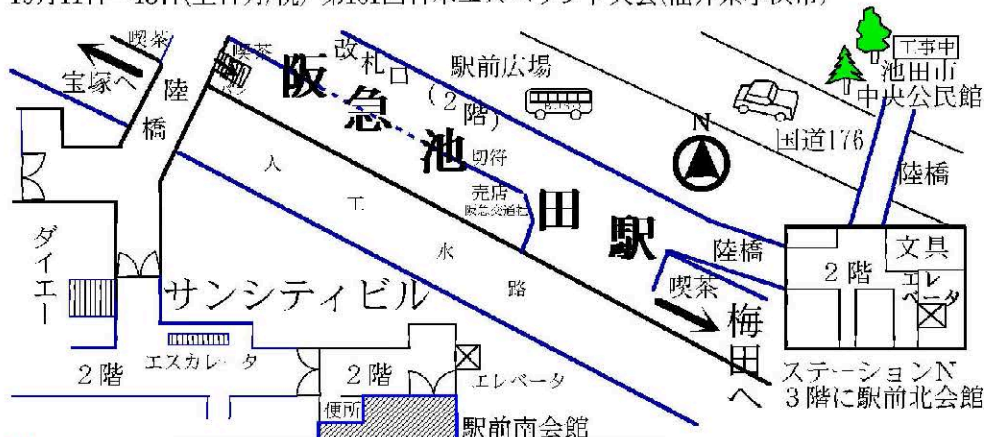 喫茶
宝塚へ
陸橋
喫茶
阪急池田駅
改札口
(2階)
駅前広場
工事中
池田市
中央公民館
国道176
N
陸橋
切符
売店
阪急交通社
人工水路
陸橋
喫茶
梅田へ
2階
文具
エレベータ
ステーションN
3階に駅前北会館
ダイエー
サンシティビル
2階
エスカレータ
2階
エレベータ
便所
駅前南会館